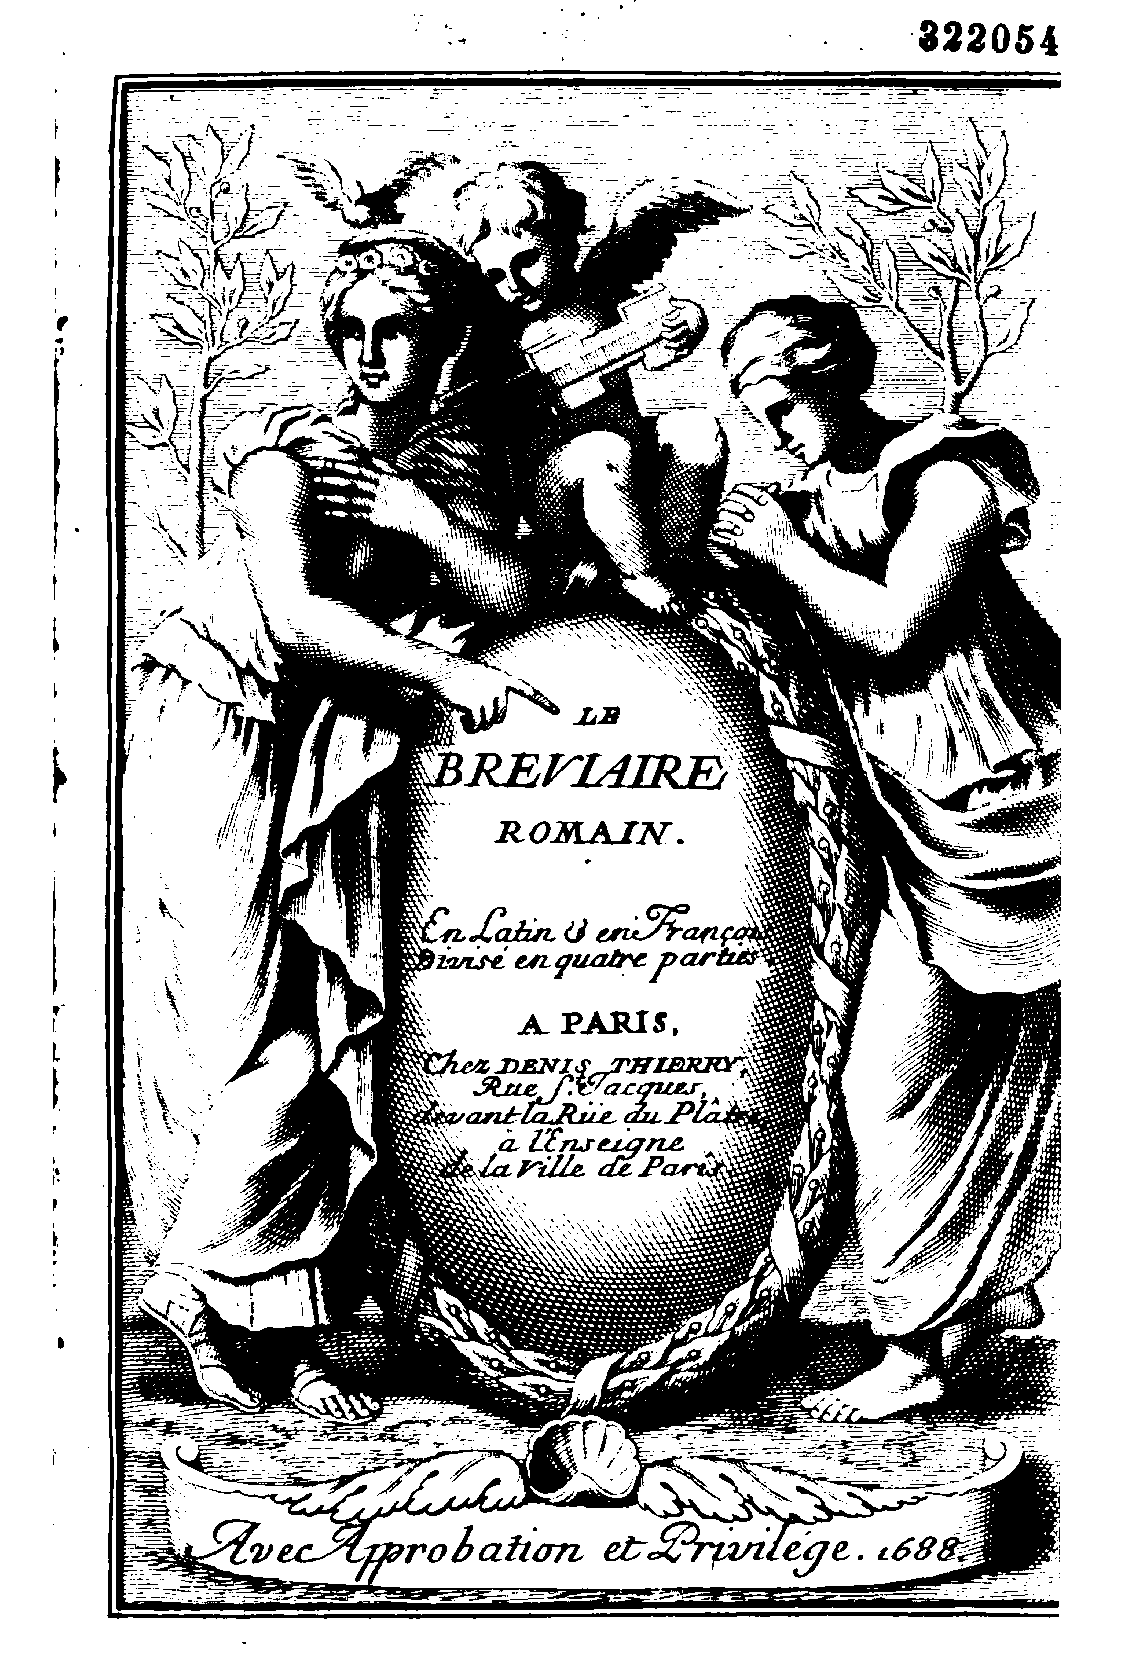 322054
LE
BREVIAIRE
ROMAIN.
En Latin & en François
Divisé en quatre parties.
A PARIS,
Chez DENIS THIERRY,
Rue St. Jacques,
devant la Rüe du Plâtre
à l'Enseigne
de la Ville de Paris.
Avec Approbation et Privilége. 1688.